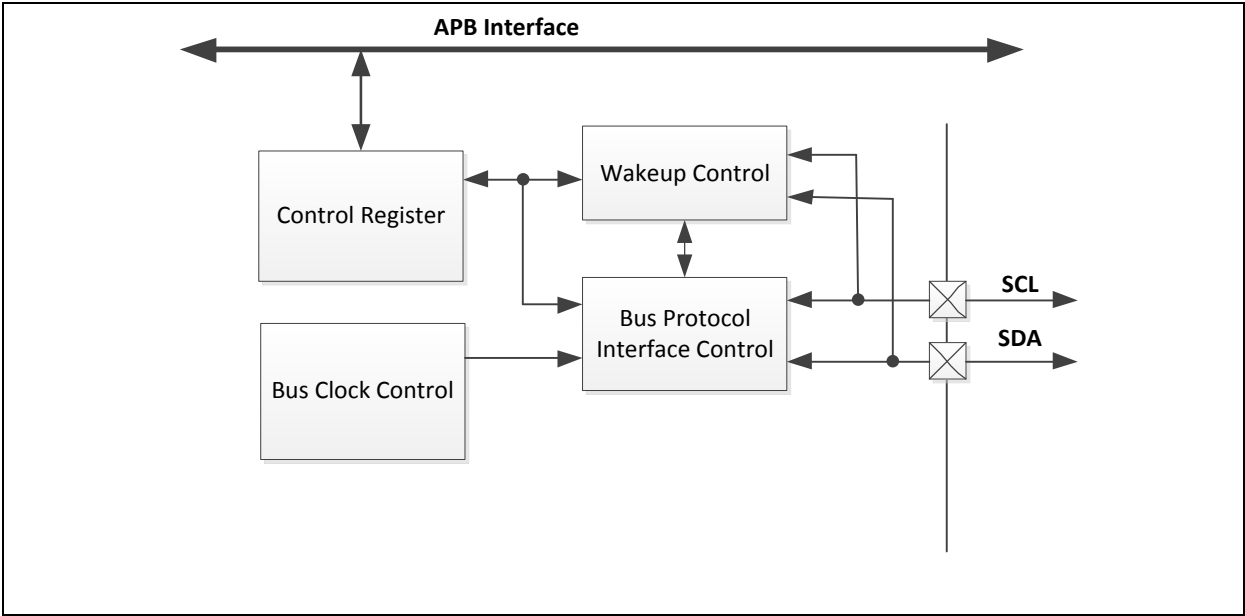 APB Interface
Wakeup Control
Control Register
SCL
Bus Protocol
Interface Control
SDA
Bus Clock Control